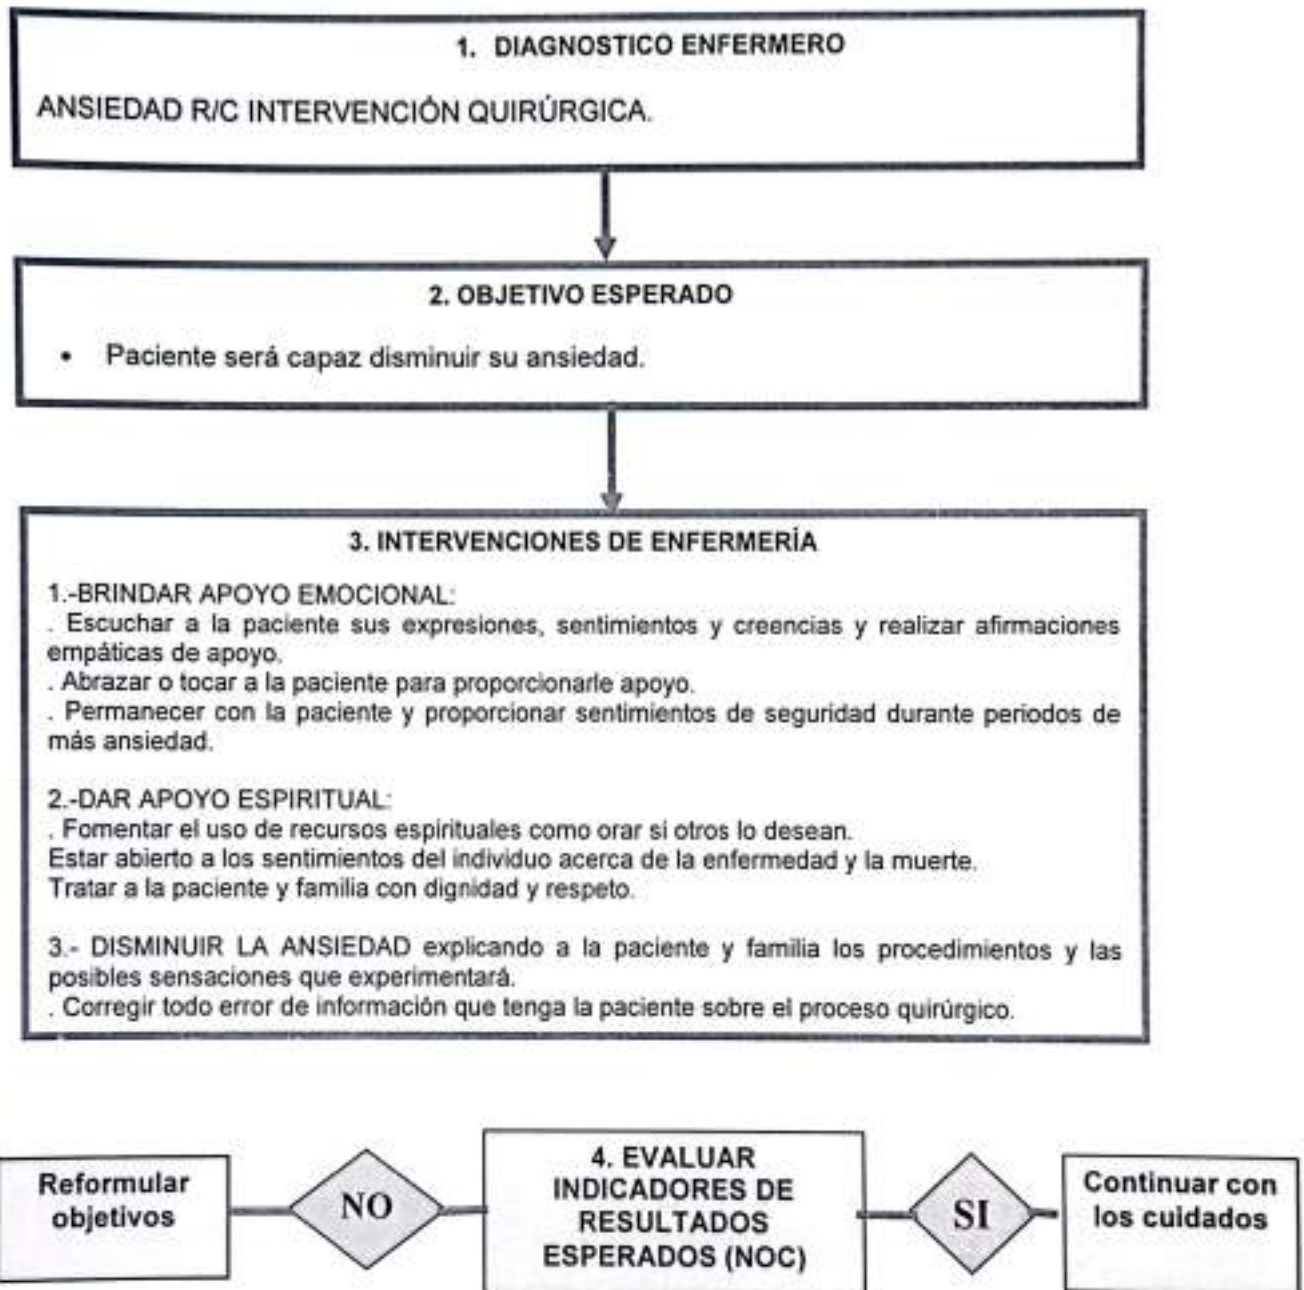 1. DIAGNOSTICO ENFERMERO
ANSIEDAD R/C INTERVENCIÓN QUIRÚRGICA.
2. OBJETIVO ESPERADO
• Paciente será capaz disminuir su ansiedad.
3. INTERVENCIONES DE ENFERMERÍA
1.-BRINDAR APOYO EMOCIONAL:
. Escuchar a la paciente sus expresiones, sentimientos y creencias y realizar afirmaciones
empáticas de apoyo.
. Abrazar o tocar a la paciente para proporcionarle apoyo.
. Permanecer con la paciente y proporcionar sentimientos de seguridad durante periodos de
más ansiedad.
2.-DAR APOYO ESPIRITUAL:
. Fomentar el uso de recursos espirituales como orar si otros lo desean.
Estar abierto a los sentimientos del individuo acerca de la enfermedad y la muerte.
Tratar a la paciente y familia con dignidad y respeto.
3.- DISMINUIR LA ANSIEDAD explicando a la paciente y familia los procedimientos y las
posibles sensaciones que experimentará.
. Corregir todo error de información que tenga la paciente sobre el proceso quirúrgico.
Reformular
objetivos
NO
4. EVALUAR
INDICADORES DE
RESULTADOS
ESPERADOS (NOC)
SI
Continuar con
los cuidados